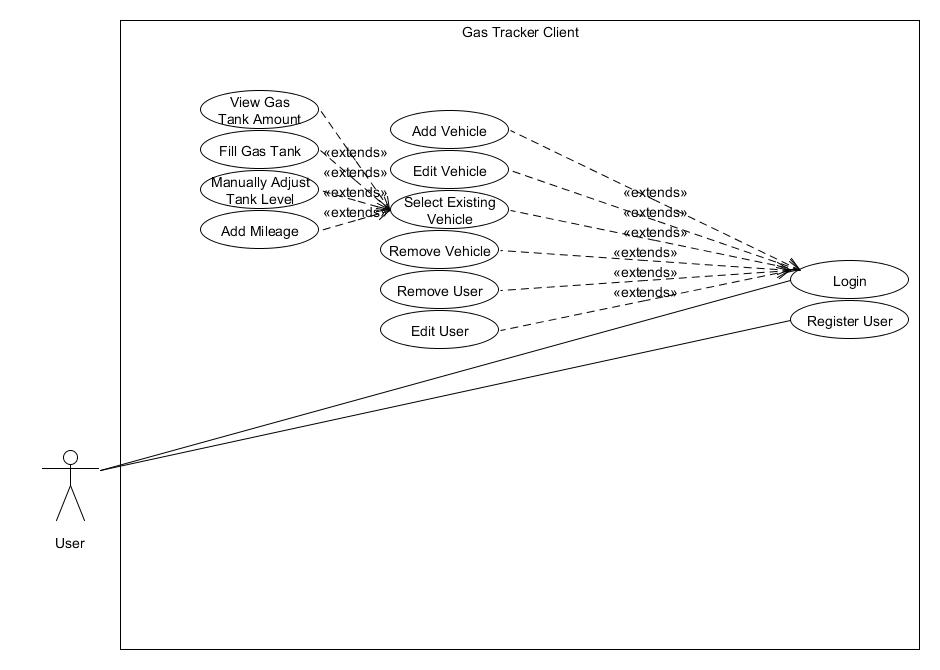 Gas Tracker Client
View Gas
Tank Amount
Fill Gas Tank
Manually Adjust
Tank Level
Add Mileage
«extends»
«extends»
«extends»
«extends»
Add Vehicle
Edit Vehicle
Select Existing
Vehicle
Remove Vehicle
Remove User
Edit User
«extends»
«extends»
«extends»
«extends»
«extends»
«extends»
Login
Register User
User